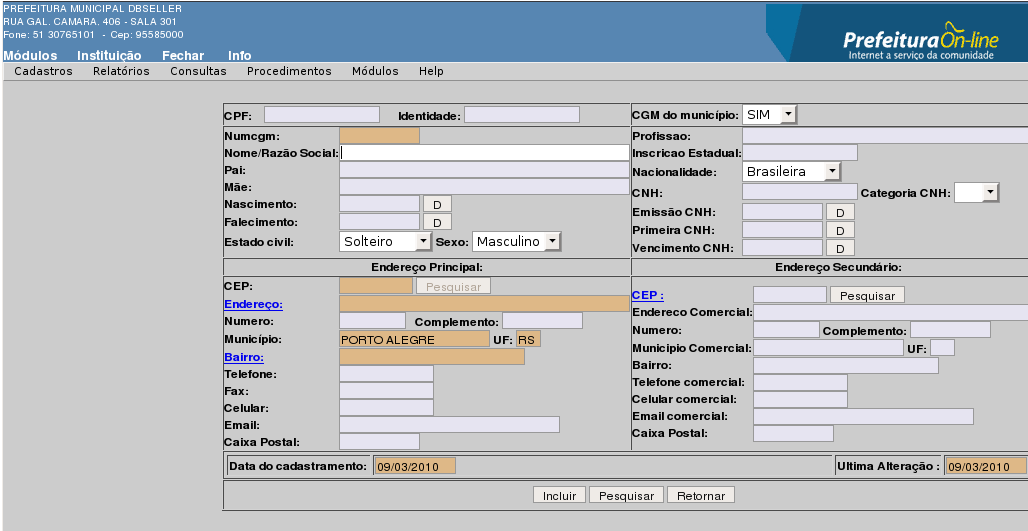 PREFEITURA MUNICIPAL DBSELLER
RUA GAL. CAMARA, 406 - SALA 301
Fone: 51 30765101 - Cep: 95585000
PrefeituraOn-line
Internet a serviço da comunidade
Módulos Instituição Fechar Info
Cadastros Relatórios Consultas Procedimentos Módulos Help
CPF: Identidade: CGM do município: SIM
Numcgm: Profissao:
Nome/Razão Social: Inscricao Estadual:
Pai: Nacionalidade: Brasileira
Mãe: CNH: Categoria CNH:
Nascimento: D Emissão CNH: D
Falecimento: D Primeira CNH: D
Estado civil: Solteiro Sexo: Masculino Vencimento CNH: D
Endereço Principal: Endereço Secundário:
CEP: Pesquisar CEP : Pesquisar
Endereço: Endereco Comercial:
Numero: Complemento: Numero: Complemento:
Município: PORTO ALEGRE UF: RS Municipio Comercial: UF:
Bairro: Bairro:
Telefone: Telefone comercial:
Fax: Celular comercial:
Celular: Email comercial:
Email: Caixa Postal:
Caixa Postal:
Data do cadastramento: 09/03/2010 Ultima Alteração : 09/03/2010
Incluir Pesquisar Retornar